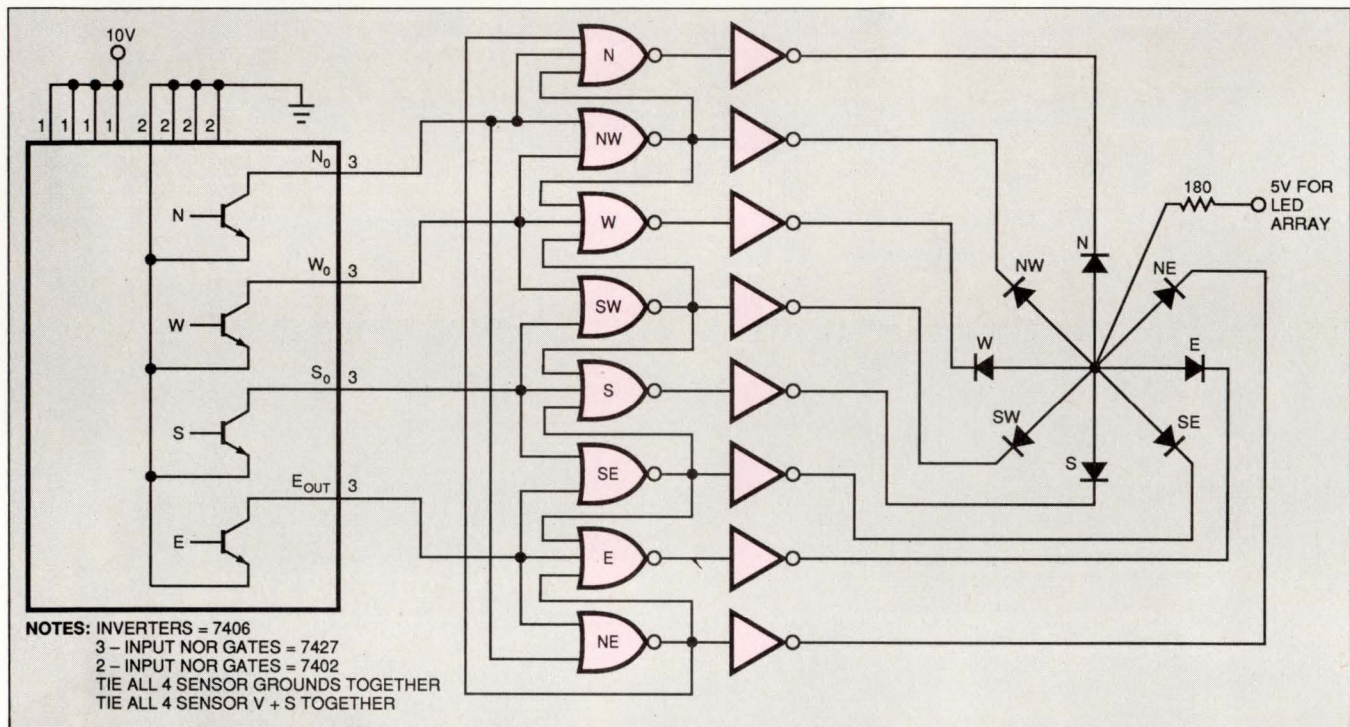 10V
1 1 1 1 2 2 2 2
N₀ 3
N
W₀ 3
W
S₀ 3
S
E_OUT 3
E
N
NW
W
SW
S
SE
E
NE
180
5V FOR
LED
ARRAY
N
NW
NE
W
E
SW
SE
S
NOTES: INVERTERS = 7406
3 – INPUT NOR GATES = 7427
2 – INPUT NOR GATES = 7402
TIE ALL 4 SENSOR GROUNDS TOGETHER
TIE ALL 4 SENSOR V + S TOGETHER